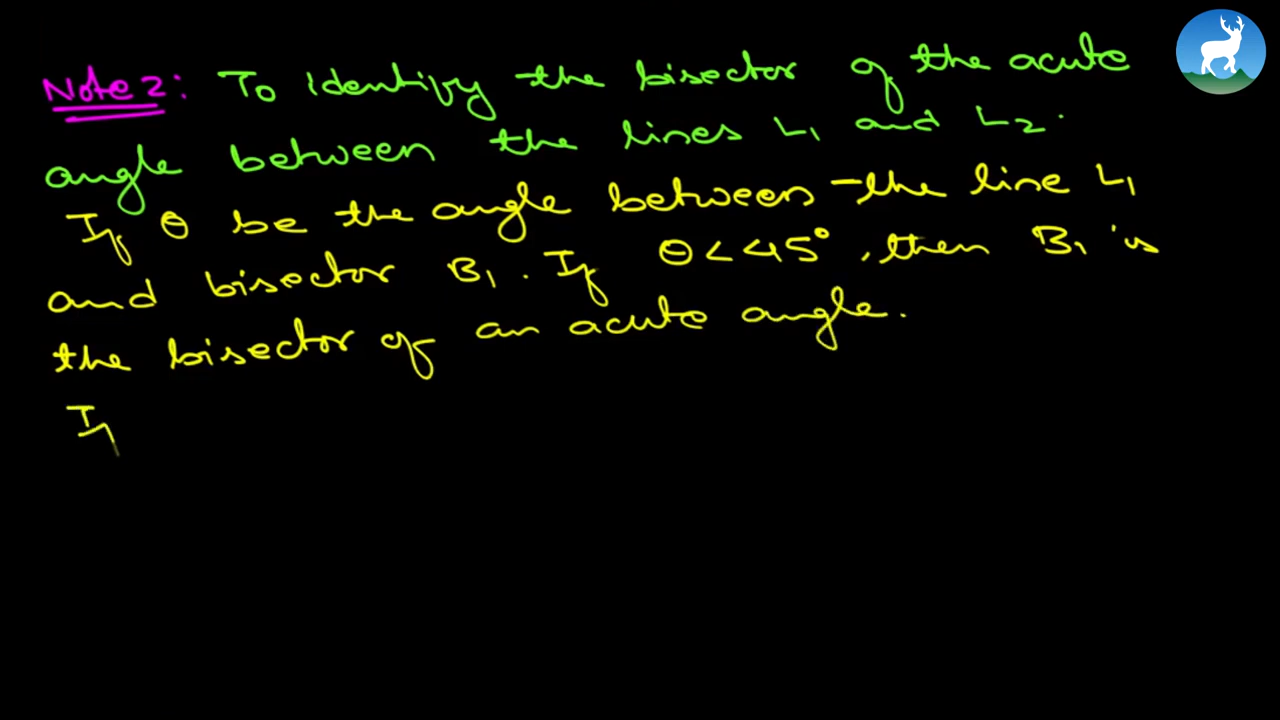 Note 2: To identify the bisector of the acute
angle between the lines L1 and L2.
If θ be the angle between the line L1
and bisector B1. If θ < 45°, then B1 is
the bisector of an acute angle.
If